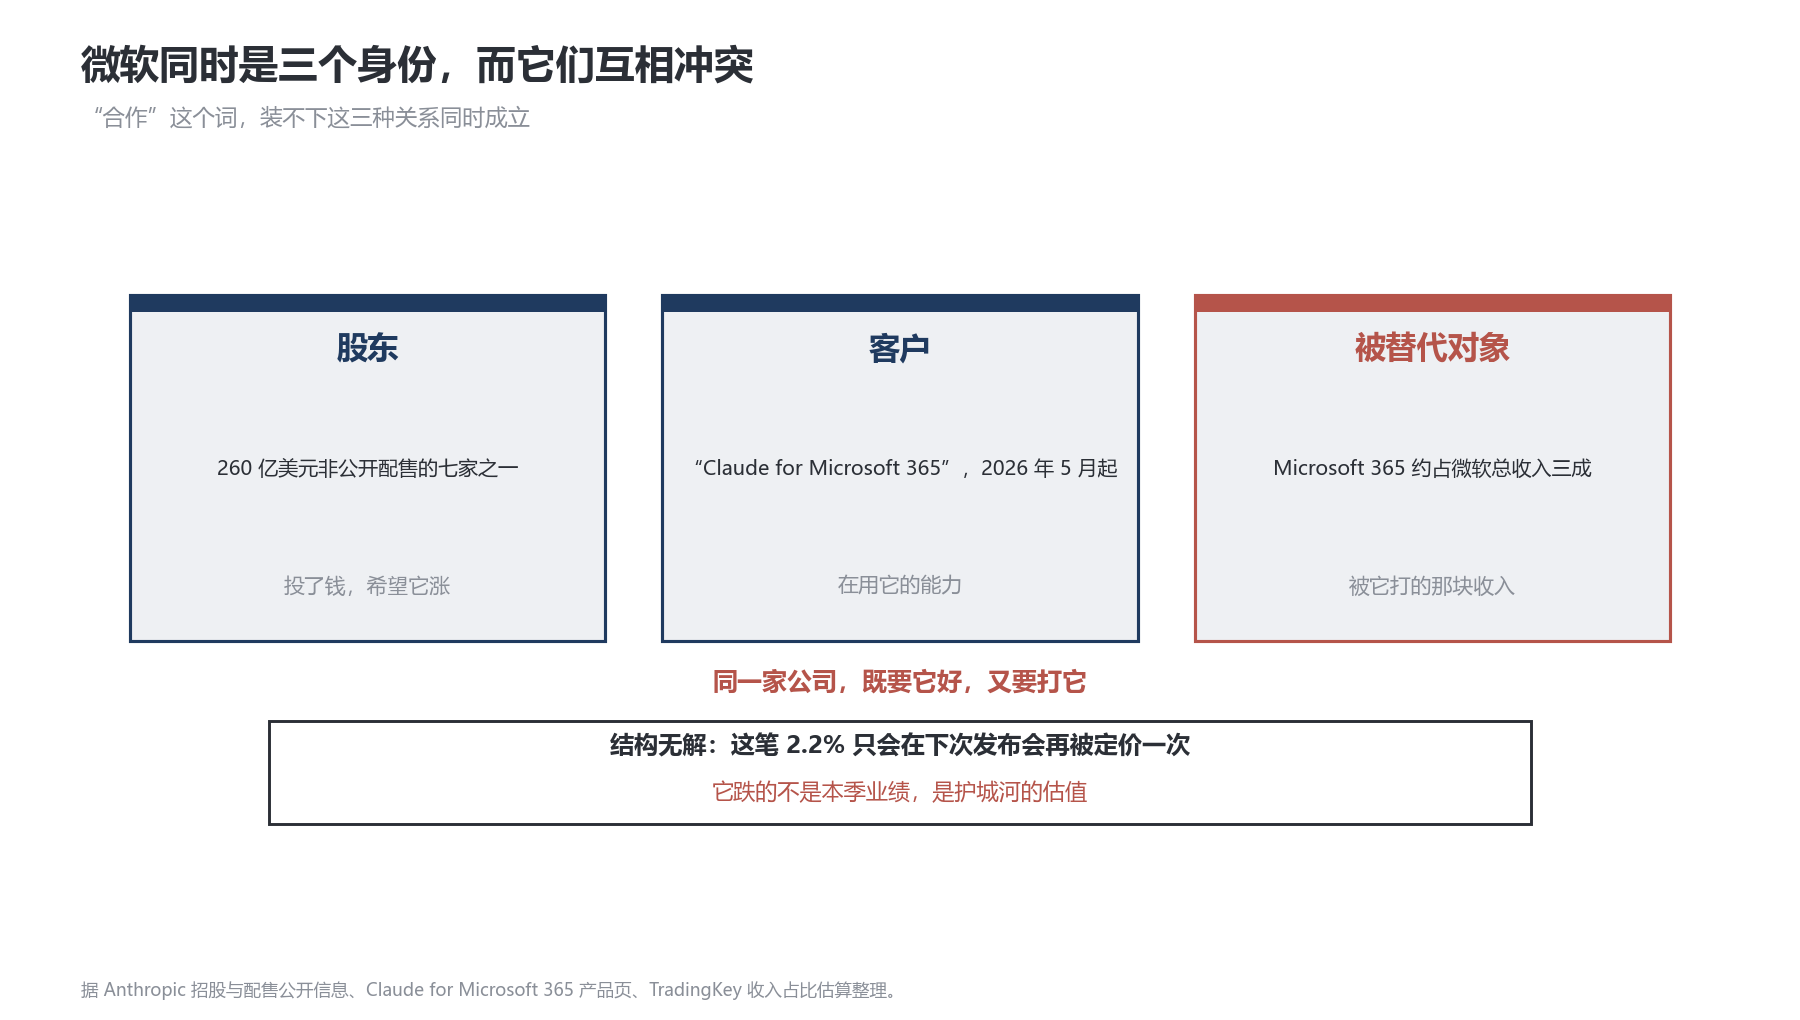 微软同时是三个身份，而它们互相冲突
“合作”这个词，装不下这三种关系同时成立
股东
260 亿美元非公开配售的七家之一
投了钱，希望它涨
客户
“Claude for Microsoft 365”，2026 年 5 月起
在用它的能力
被替代对象
Microsoft 365 约占微软总收入三成
被它打的那块收入
同一家公司，既要它好，又要打它
结构无解：这笔 2.2% 只会在下次发布会再被定价一次
它跌的不是本季业绩，是护城河的估值
据 Anthropic 招股与配售公开信息、Claude for Microsoft 365 产品页、TradingKey 收入占比估算整理。